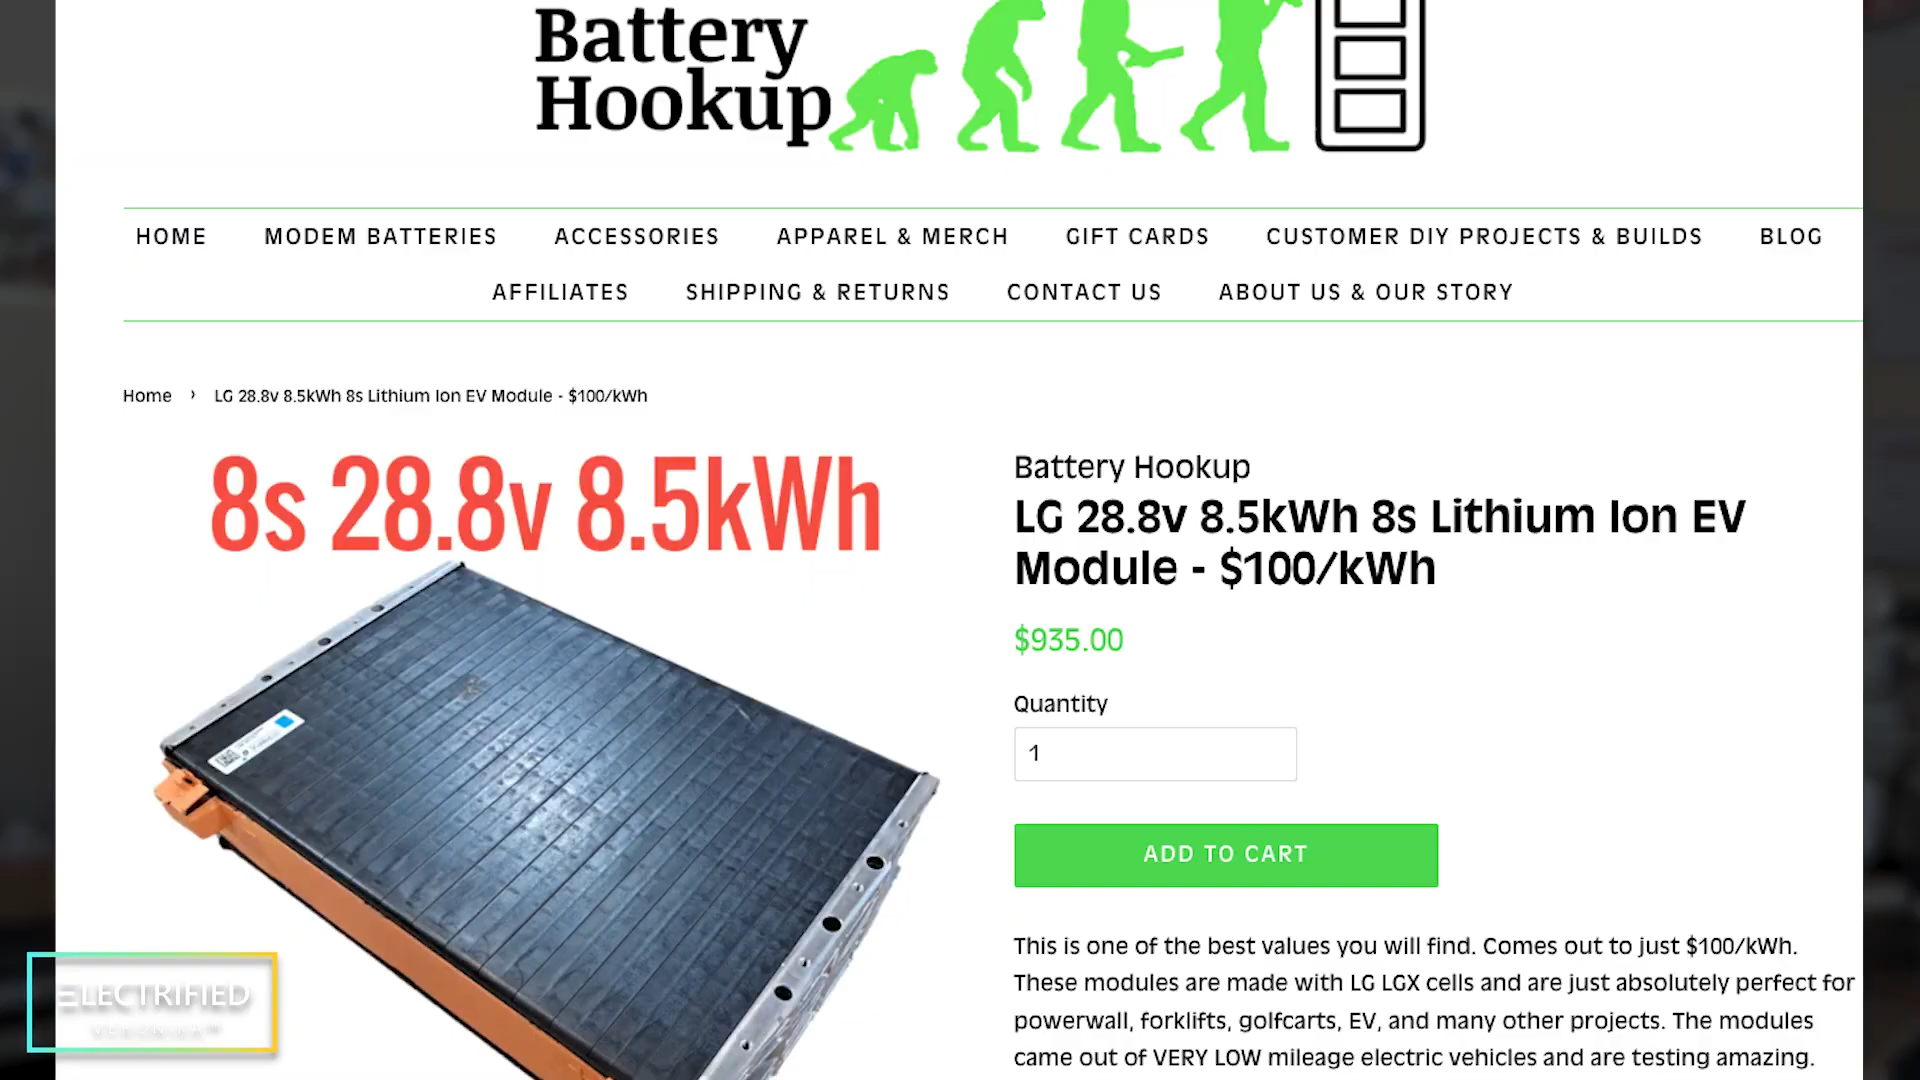 Battery
Hookup
HOME MODEM BATTERIES ACCESSORIES APPAREL & MERCH GIFT CARDS CUSTOMER DIY PROJECTS & BUILDS BLOG
AFFILIATES SHIPPING & RETURNS CONTACT US ABOUT US & OUR STORY
Home › LG 28.8v 8.5kWh 8s Lithium Ion EV Module - $100/kWh
8s 28.8v 8.5kWh
Battery Hookup
LG 28.8v 8.5kWh 8s Lithium Ion EV
Module - $100/kWh
$935.00
Quantity
1
ADD TO CART
This is one of the best values you will find. Comes out to just $100/kWh.
These modules are made with LG LGX cells and are just absolutely perfect for
powerwall, forklifts, golfcarts, EV, and many other projects. The modules
came out of VERY LOW mileage electric vehicles and are testing amazing.
ELECTRIFIED
VERONIKA™